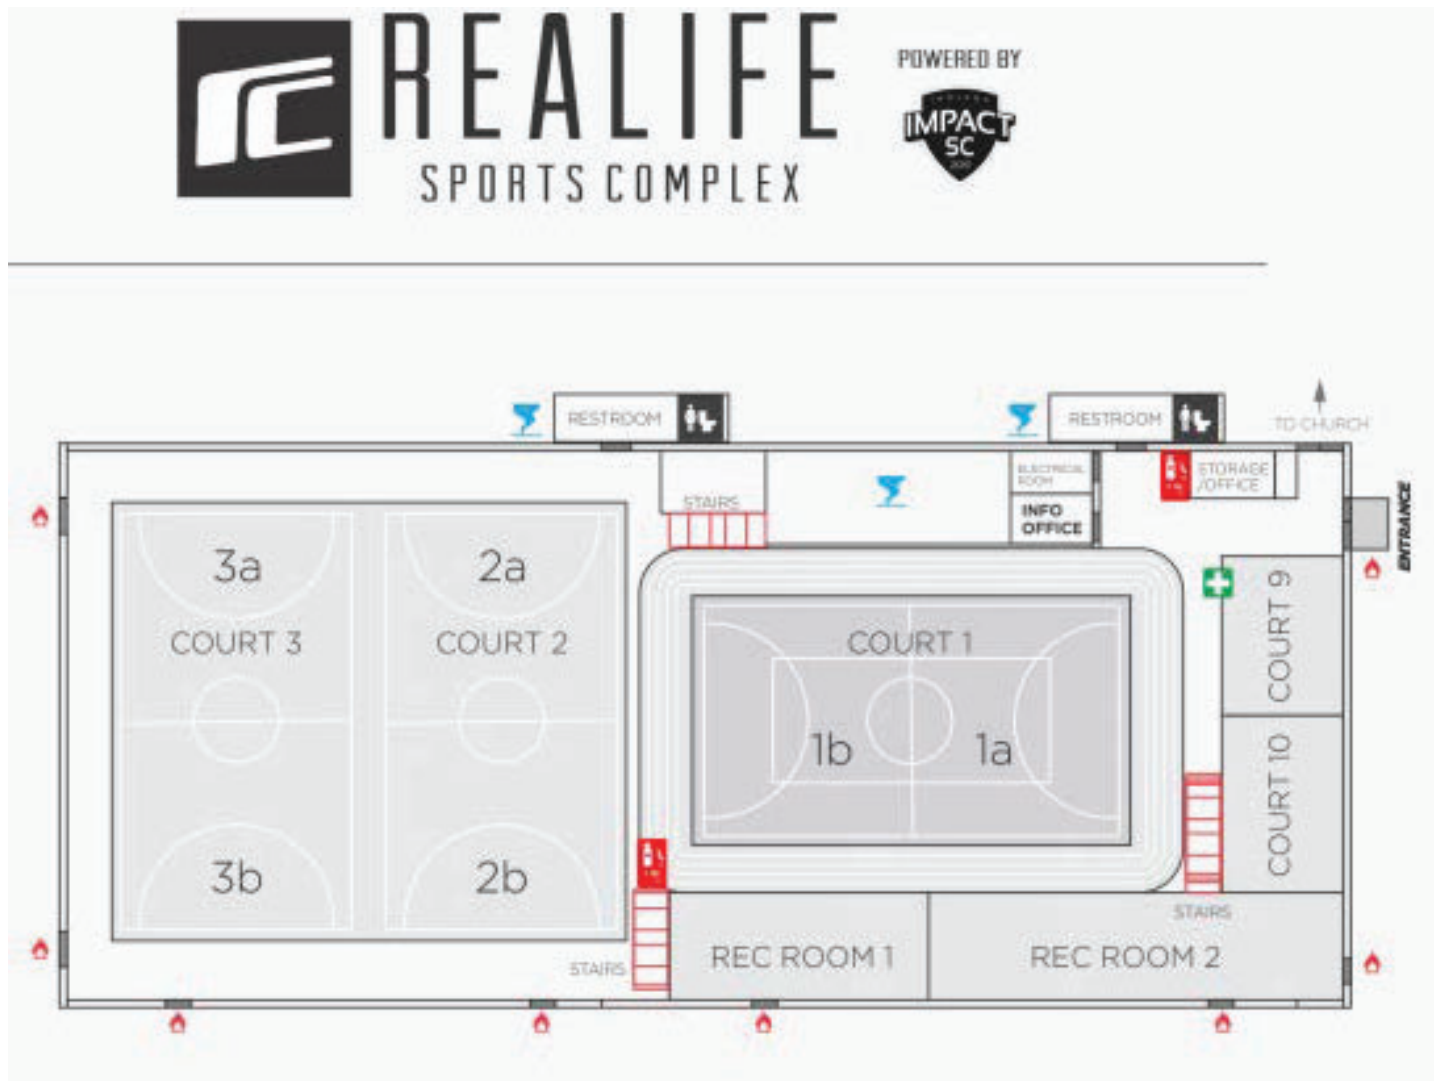 REALIFE
SPORTS COMPLEX
POWERED BY
IMPACT
SC
RESTROOM
RESTROOM
TO CHURCH
STAIRS
ELECTRICAL
ROOM
INFO
OFFICE
STORAGE
/OFFICE
ENTRANCE
3a
2a
COURT 3
COURT 2
COURT 1
1b
1a
COURT 9
COURT 10
3b
2b
STAIRS
STAIRS
REC ROOM 1
REC ROOM 2